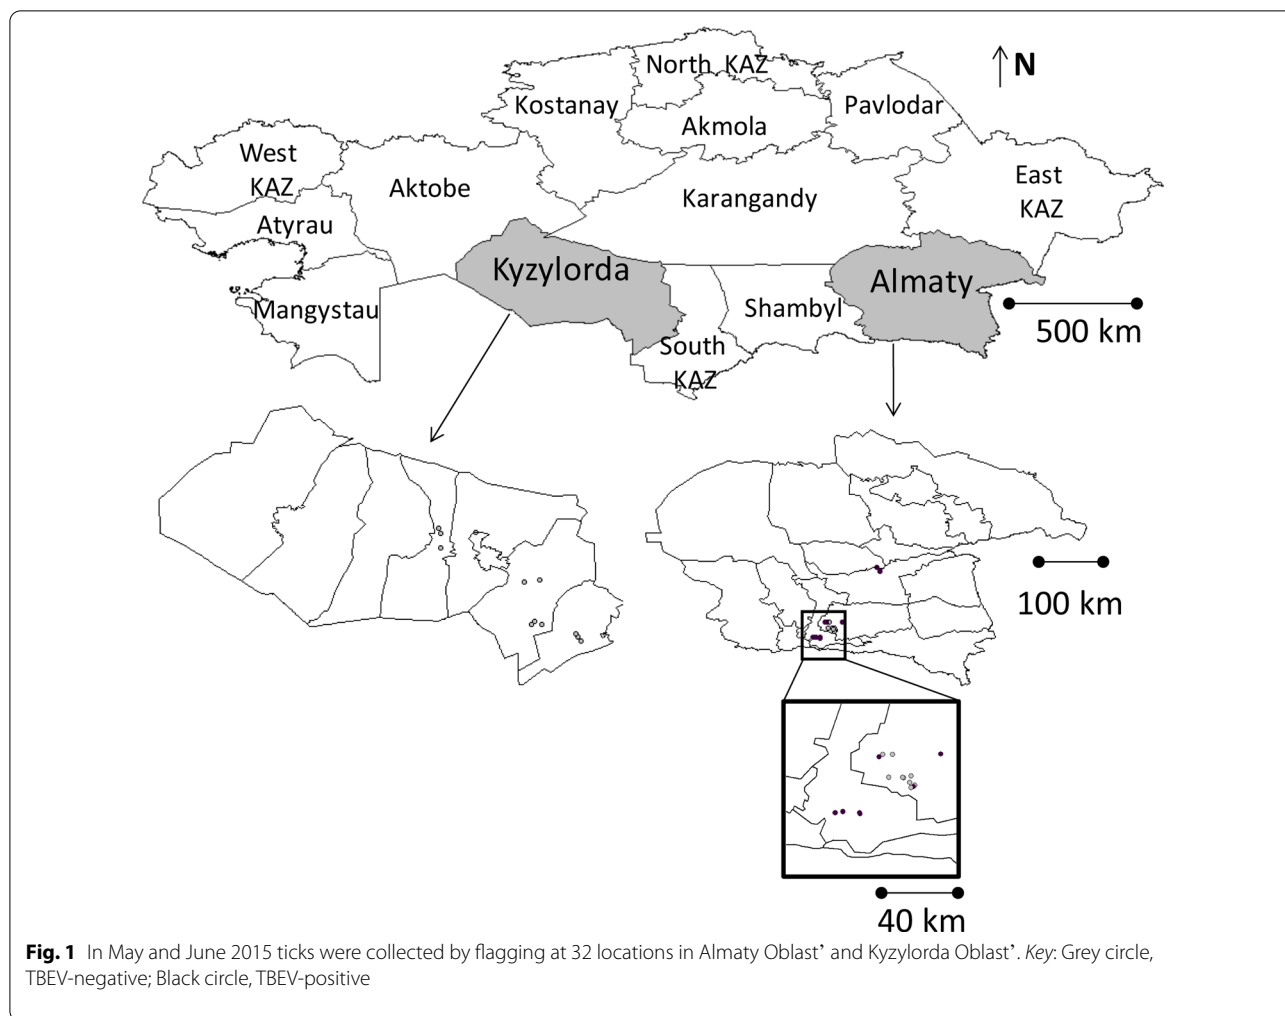 North KAZ
N
Kostanay
Pavlodar
Akmola
West
KAZ
Aktobe
East
KAZ
Karangandy
Atyrau
Kyzylorda
Almaty
Mangystau
Shambyl
500 km
South
KAZ
100 km
40 km
Fig. 1 In May and June 2015 ticks were collected by flagging at 32 locations in Almaty Oblast’ and Kyzylorda Oblast’. Key: Grey circle,
TBEV-negative; Black circle, TBEV-positive